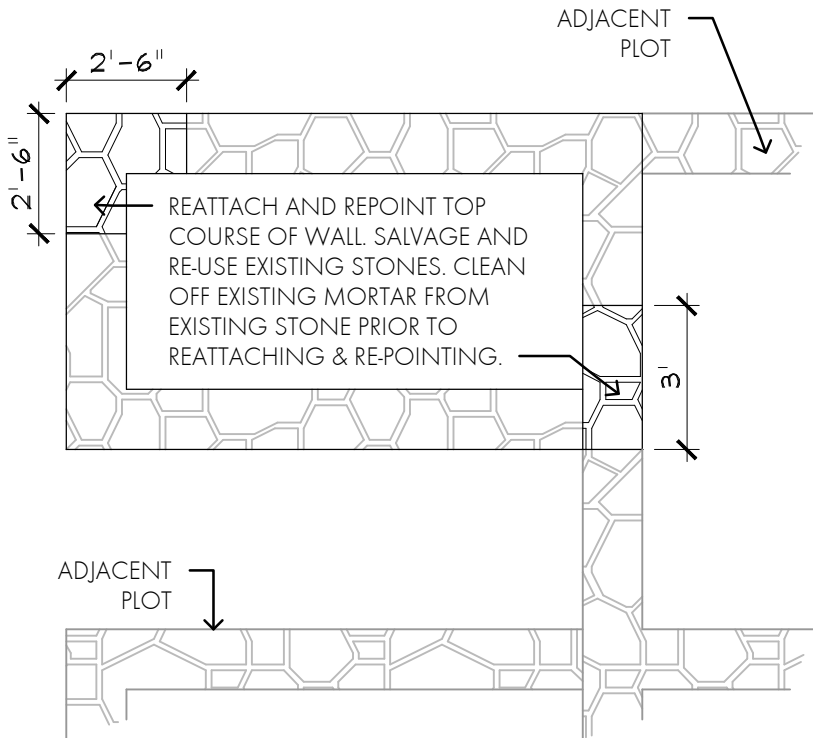 ADJACENT
PLOT
2'-6"
2'-6"
REATTACH AND REPOINT TOP
COURSE OF WALL. SALVAGE AND
RE-USE EXISTING STONES. CLEAN
OFF EXISTING MORTAR FROM
EXISTING STONE PRIOR TO
REATTACHING & RE-POINTING.
3'
ADJACENT
PLOT